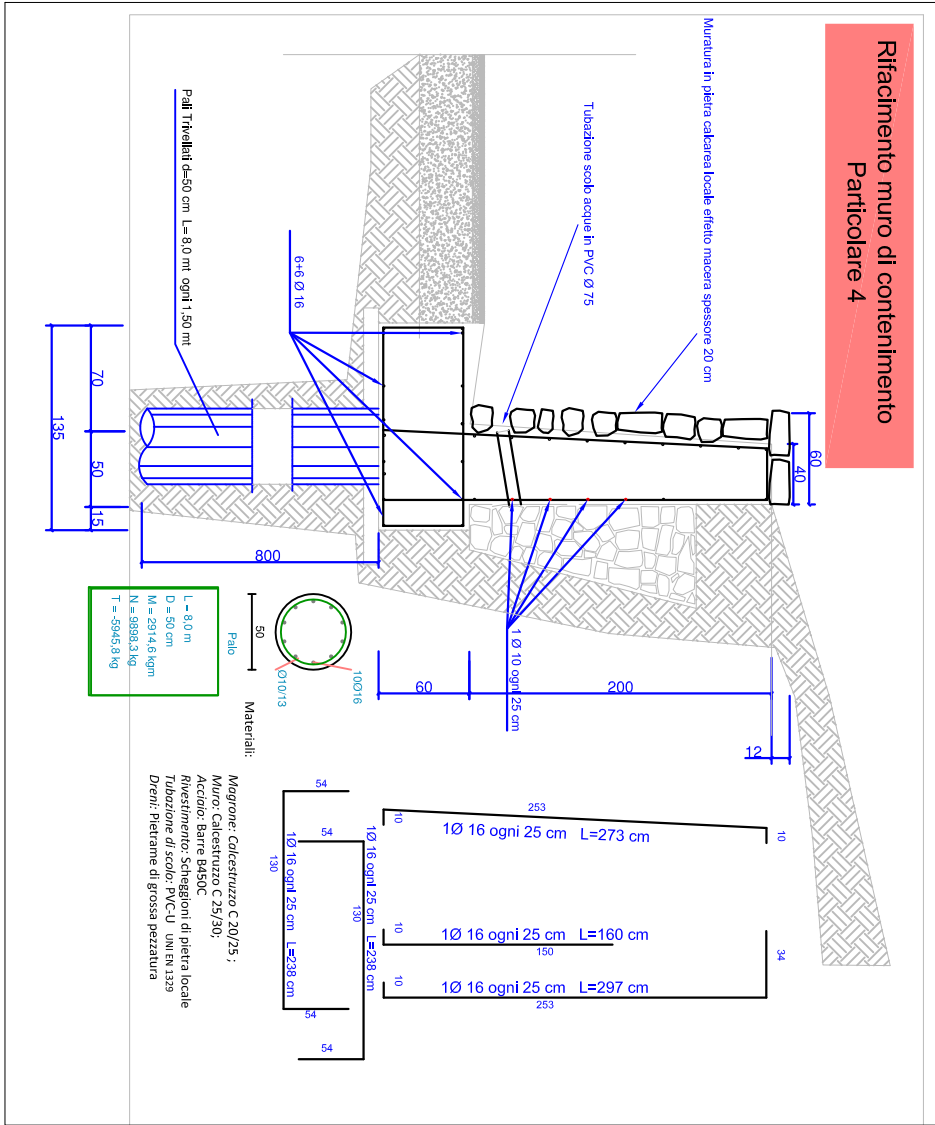 Rifacimento muro di contenimento
Particolare 4
Muratura in pietra calcarea locale effetto macera spessore 20 cm
Tubazione scolo acque in PVC Ø 75
6+6 Ø 16
Pali Trivellati d=50 cm L= 8,0 mt ogni 1,50 mt
60
40
70
50
15
135
800
1 Ø 10 ogni 25 cm
60
200
12
10Ø16
Ø10/13
50
Palo
L = 8,0 m
D = 50 cm
M = 2914,6 kgm
N = 9898,3 kg
T = -5945,8 kg
Materiali:
Magrone: Calcestruzzo C 20/25 ;
Muro: Calcestruzzo C 25/30;
Acciaio: Barre B450C
Rivestimento: Scheggioni di pietra locale
Tubazione di scolo: PVC-U UNI EN 1329
Dreni: Pietrame di grossa pezzatura
10
253
10
1Ø 16 ogni 25 cm L=273 cm
10
1Ø 16 ogni 25 cm L=160 cm
150
34
10
1Ø 16 ogni 25 cm L=297 cm
253
54
130
1Ø 16 ogni 25 cm L=238 cm
54
54
1Ø 16 ogni 25 cm L=238 cm
130
54